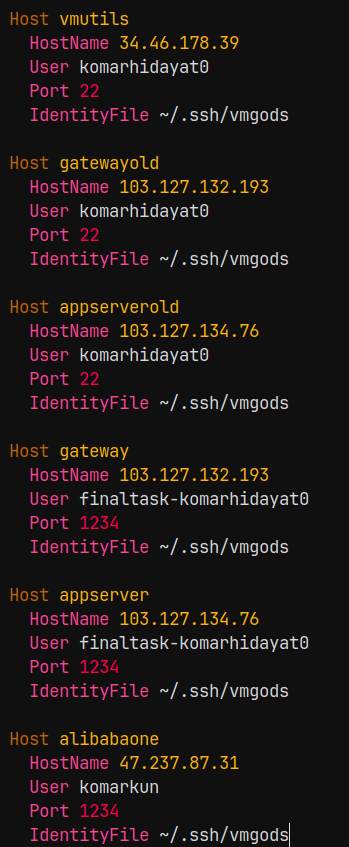 Host vmutils
  HostName 34.46.178.39
  User komarhidayat0
  Port 22
  IdentityFile ~/.ssh/vmgods

Host gatewayold
  HostName 103.127.132.193
  User komarhidayat0
  Port 22
  IdentityFile ~/.ssh/vmgods

Host appserverold
  HostName 103.127.134.76
  User komarhidayat0
  Port 22
  IdentityFile ~/.ssh/vmgods

Host gateway
  HostName 103.127.132.193
  User finaltask-komarhidayat0
  Port 1234
  IdentityFile ~/.ssh/vmgods

Host appserver
  HostName 103.127.134.76
  User finaltask-komarhidayat0
  Port 1234
  IdentityFile ~/.ssh/vmgods

Host alibabaone
  HostName 47.237.87.31
  User komarkun
  Port 1234
  IdentityFile ~/.ssh/vmgods